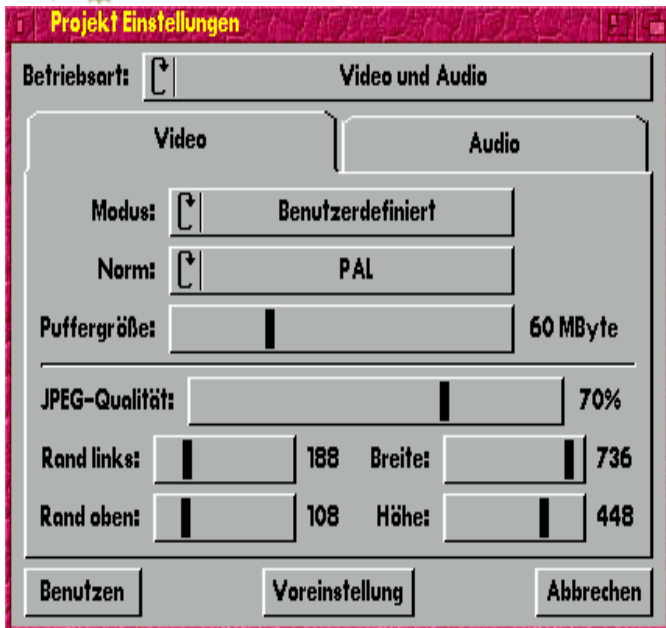 Projekt Einstellungen
Betriebsart: Video und Audio
Video Audio
Modus: Benutzerdefiniert
Norm: PAL
Puffergröße: 60 MByte
JPEG-Qualität: 70%
Rand links: 188 Breite: 736
Rand oben: 108 Höhe: 448
Benutzen Voreinstellung Abbrechen